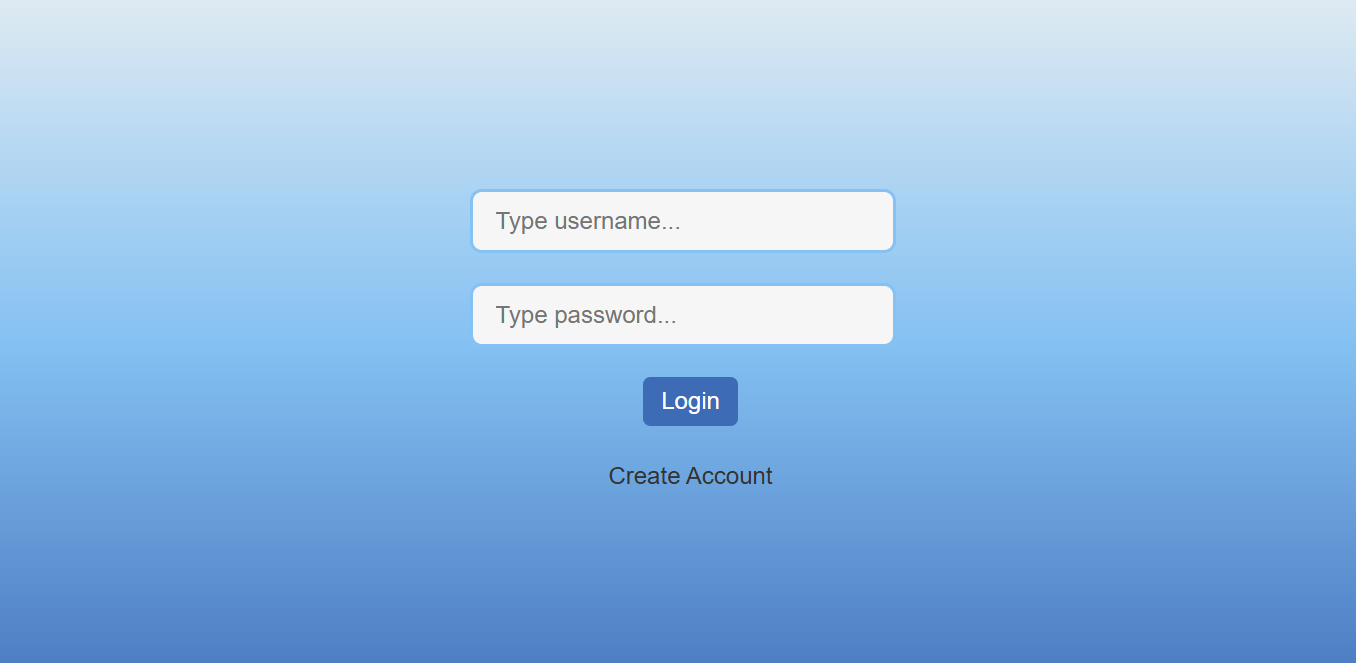 Type username...
Type password...
Login
Create Account